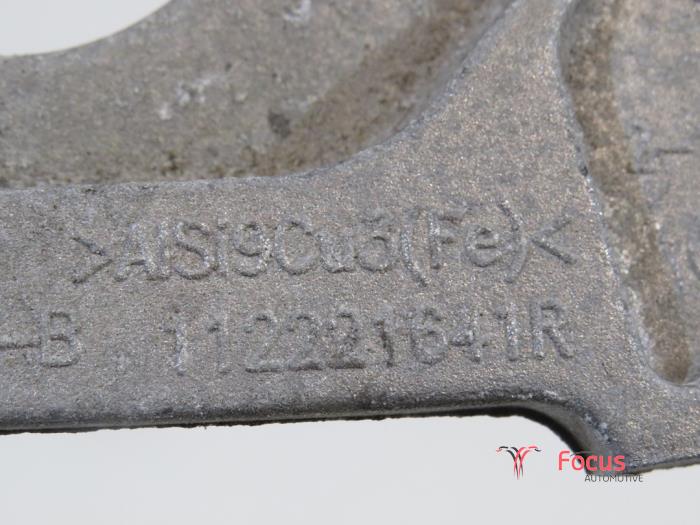 >AlSi9Cu3(Fe)<
-B 112221641R
Focus
AUTOMOTIVE